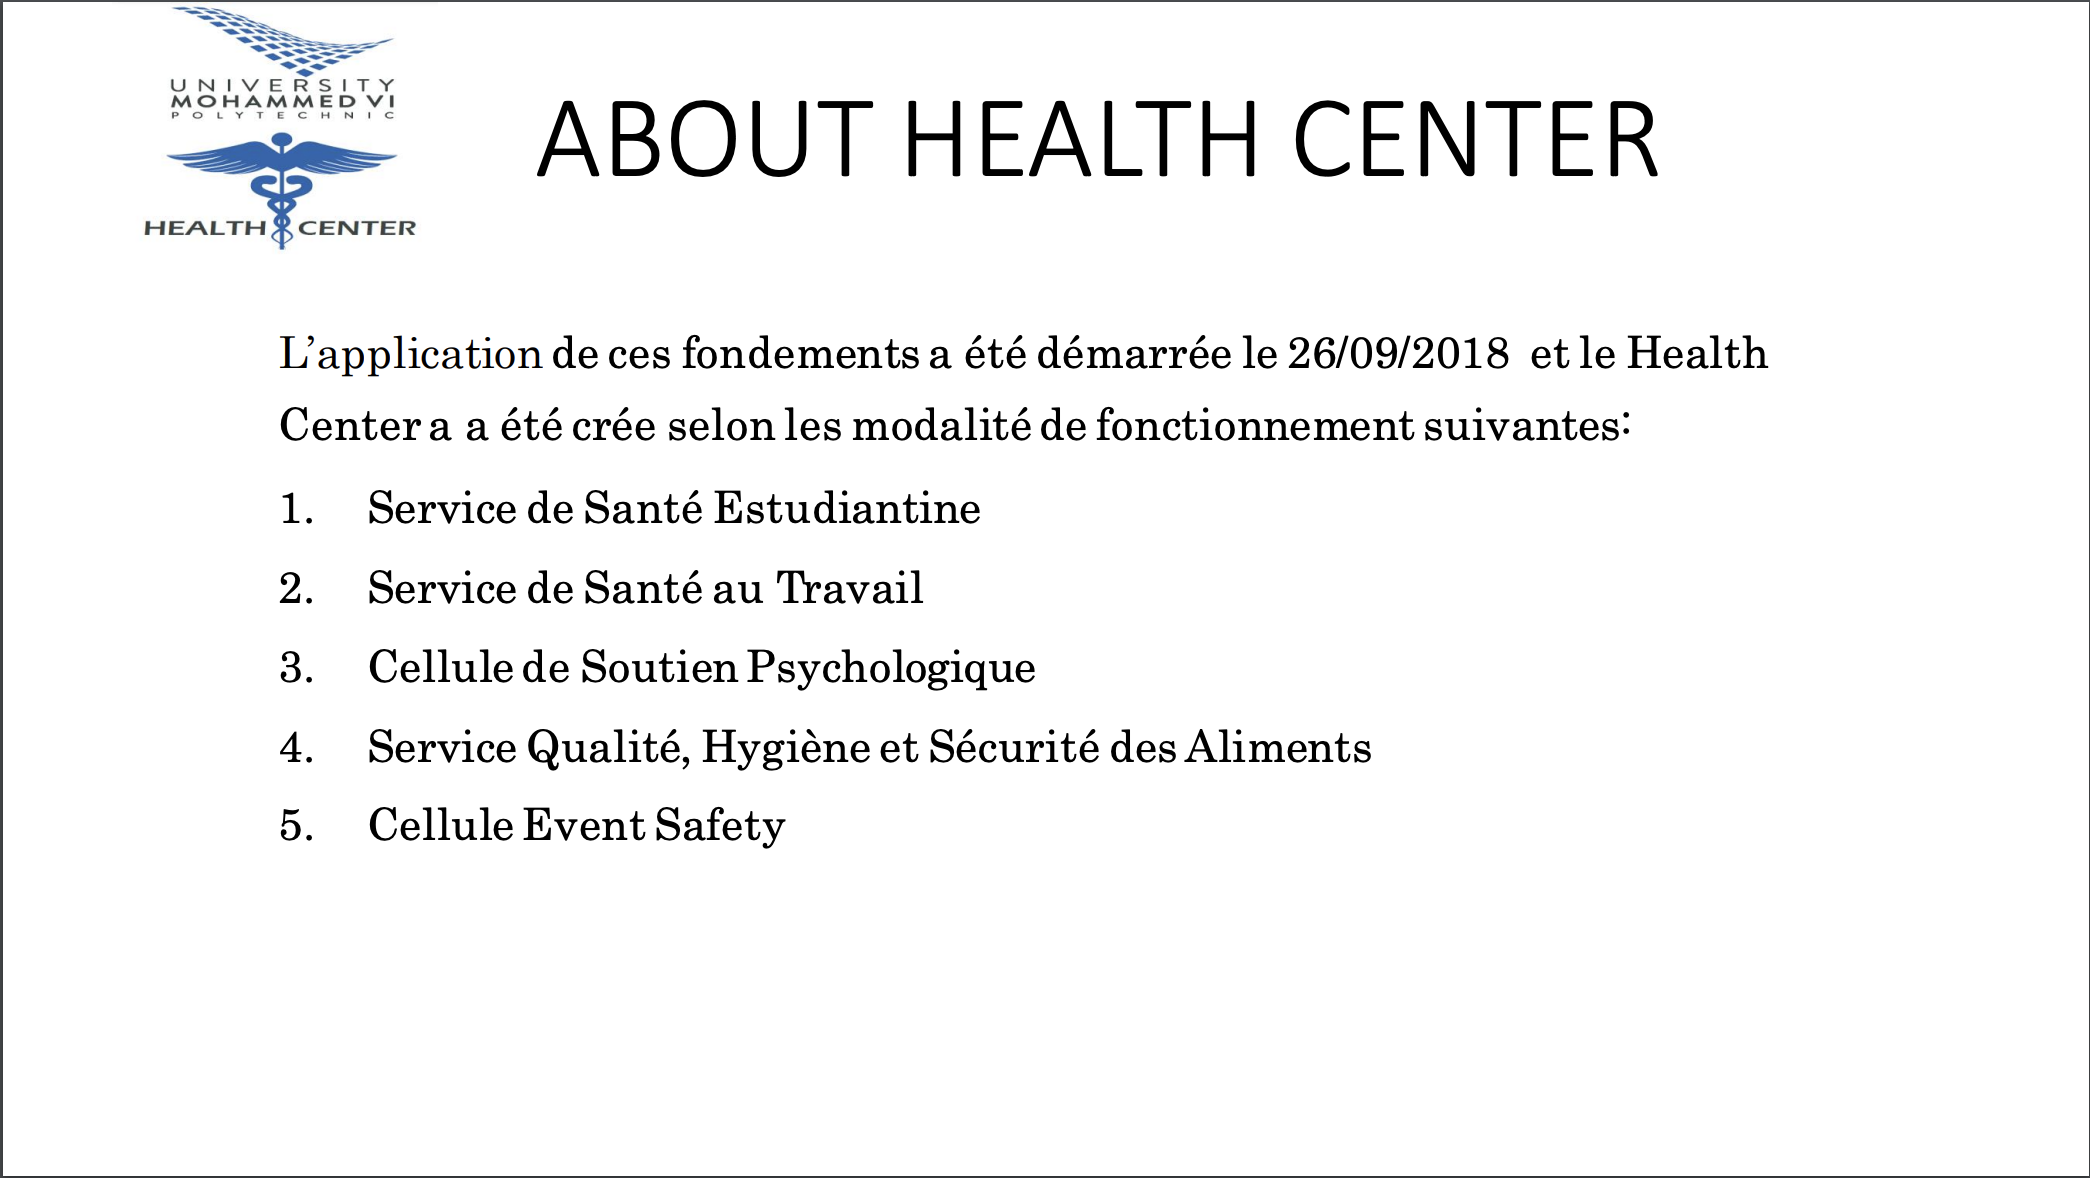 UNIVERSITY
MOHAMMED VI
POLYTECHNIC
HEALTH CENTER
ABOUT HEALTH CENTER
L’application de ces fondements a été démarrée le 26/09/2018 et le Health
Center a a été crée selon les modalité de fonctionnement suivantes:
1. Service de Santé Estudiantine
2. Service de Santé au Travail
3. Cellule de Soutien Psychologique
4. Service Qualité, Hygiène et Sécurité des Aliments
5. Cellule Event Safety